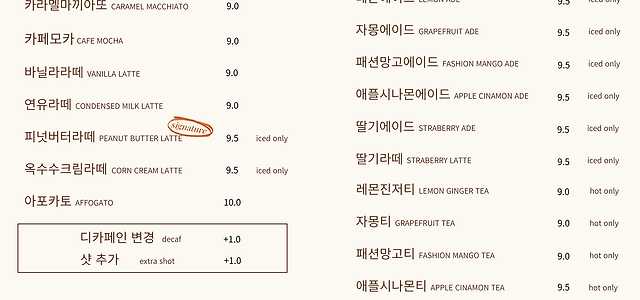 카라멜마끼아또 CARAMEL MACCHIATO 9.0
카페모카 CAFE MOCHA 9.0
바닐라라떼 VANILLA LATTE 9.0
연유라떼 CONDENSED MILK LATTE 9.0
signature
피넛버터라떼 PEANUT BUTTER LATTE 9.5 iced only
옥수수크림라떼 CORN CREAM LATTE 9.5 iced only
아포카토 AFFOGATO 10.0
디카페인 변경 decaf +1.0
샷 추가 extra shot +1.0
레몬에이드 LEMON ADE 9.5 iced only
자몽에이드 GRAPEFRUIT ADE 9.5 iced only
패션망고에이드 FASHION MANGO ADE 9.5 iced only
애플시나몬에이드 APPLE CINAMON ADE 9.5 iced only
딸기에이드 STRABERRY ADE 9.5 iced only
딸기라떼 STRABERRY LATTE 9.5 iced only
레몬진저티 LEMON GINGER TEA 9.0 hot only
자몽티 GRAPEFRUIT TEA 9.0 hot only
패션망고티 FASHION MANGO TEA 9.0 hot only
애플시나몬티 APPLE CINAMON TEA 9.5 hot only